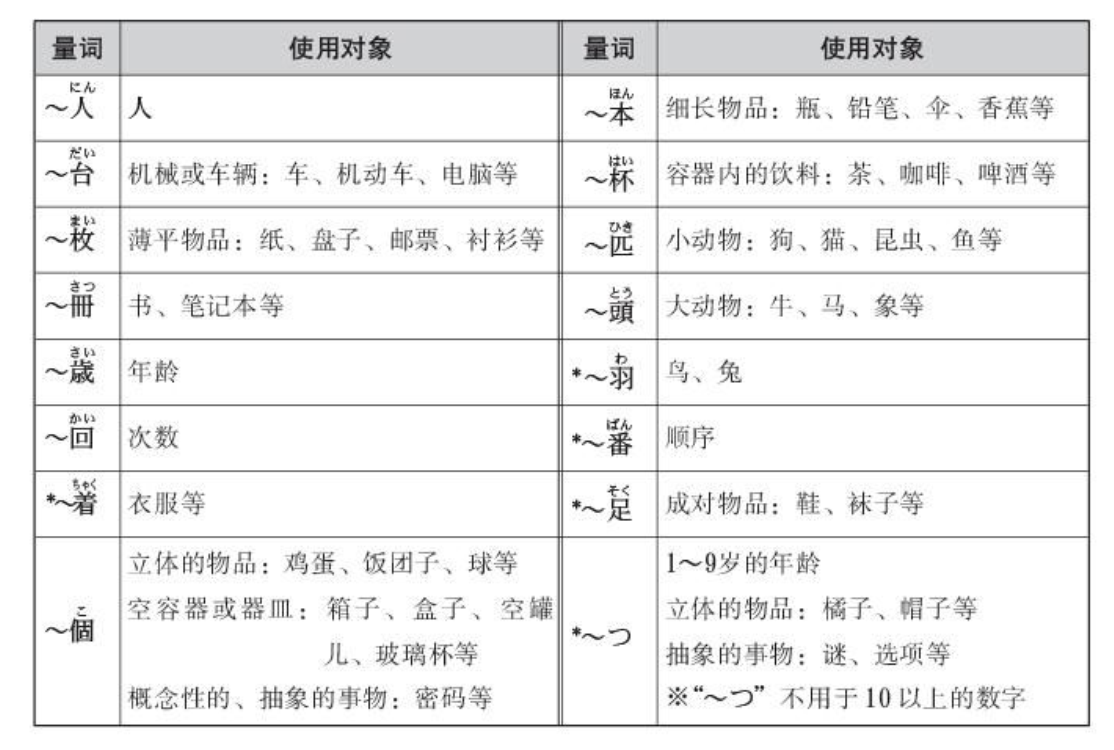 量词 使用对象 量词 使用对象
～人(にん) 人 ～本(ほん) 细长物品：瓶、铅笔、伞、香蕉等
～台(だい) 机械或车辆：车、机动车、电脑等 ～杯(はい) 容器内的饮料：茶、咖啡、啤酒等
～枚(まい) 薄平物品：纸、盘子、邮票、衬衫等 ～匹(ひき) 小动物：狗、猫、昆虫、鱼等
～冊(さつ) 书、笔记本等 ～頭(とう) 大动物：牛、马、象等
～歳(さい) 年龄 *～羽(わ) 鸟、兔
～回(かい) 次数 *～番(ばん) 顺序
*～着(ちゃく) 衣服等 *～足(そく) 成对物品：鞋、袜子等
～個(こ)
立体的物品：鸡蛋、饭团子、球等
空容器或器皿：箱子、盒子、空罐
儿、玻璃杯等
概念性的、抽象的事物：密码等
*～つ
1～9岁的年龄
立体的物品：橘子、帽子等
抽象的事物：谜、选项等
※“～つ”不用于10以上的数字